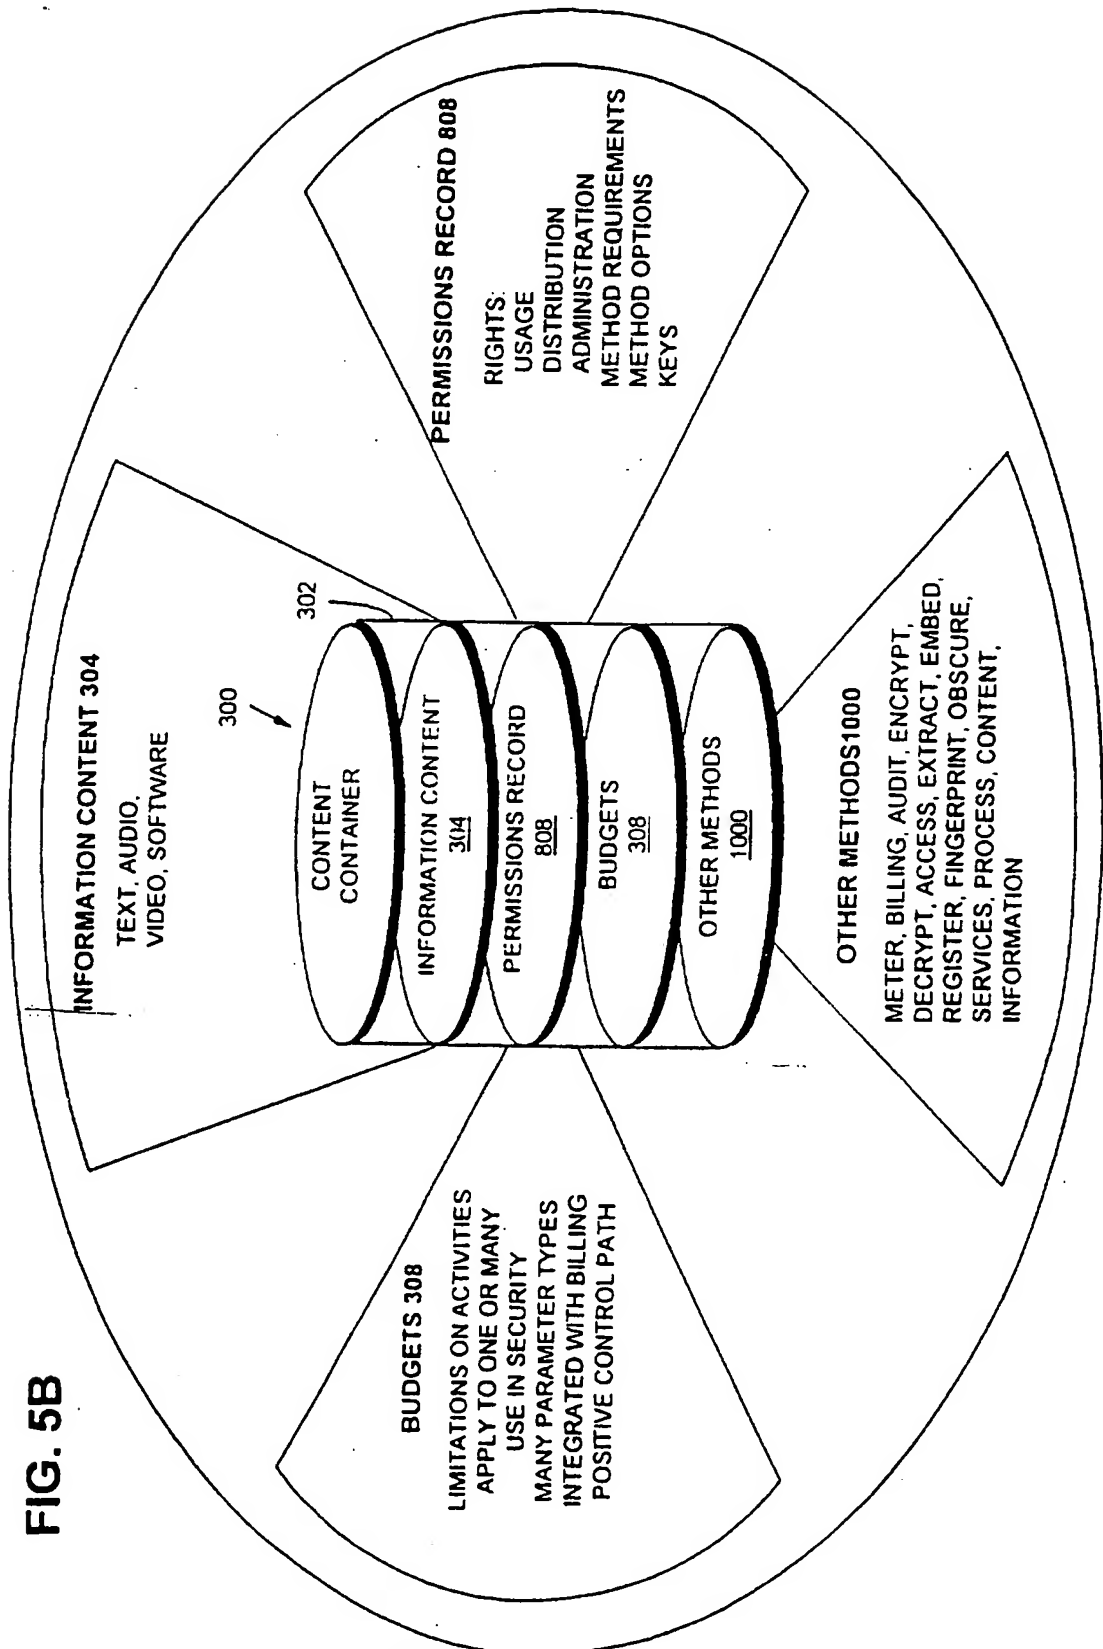 FIG. 5B
INFORMATION CONTENT 304
TEXT, AUDIO,
VIDEO, SOFTWARE
300
302
CONTENT
CONTAINER
INFORMATION CONTENT
304
PERMISSIONS RECORD
808
BUDGETS
308
OTHER METHODS
1000
BUDGETS 308
LIMITATIONS ON ACTIVITIES
APPLY TO ONE OR MANY
USE IN SECURITY
MANY PARAMETER TYPES
INTEGRATED WITH BILLING
POSITIVE CONTROL PATH
PERMISSIONS RECORD 808
RIGHTS:
USAGE
DISTRIBUTION
ADMINISTRATION
METHOD REQUIREMENTS
METHOD OPTIONS
KEYS
OTHER METHODS1000
METER, BILLING, AUDIT, ENCRYPT,
DECRYPT, ACCESS, EXTRACT, EMBED,
REGISTER, FINGERPRINT, OBSCURE,
SERVICES, PROCESS, CONTENT,
INFORMATION